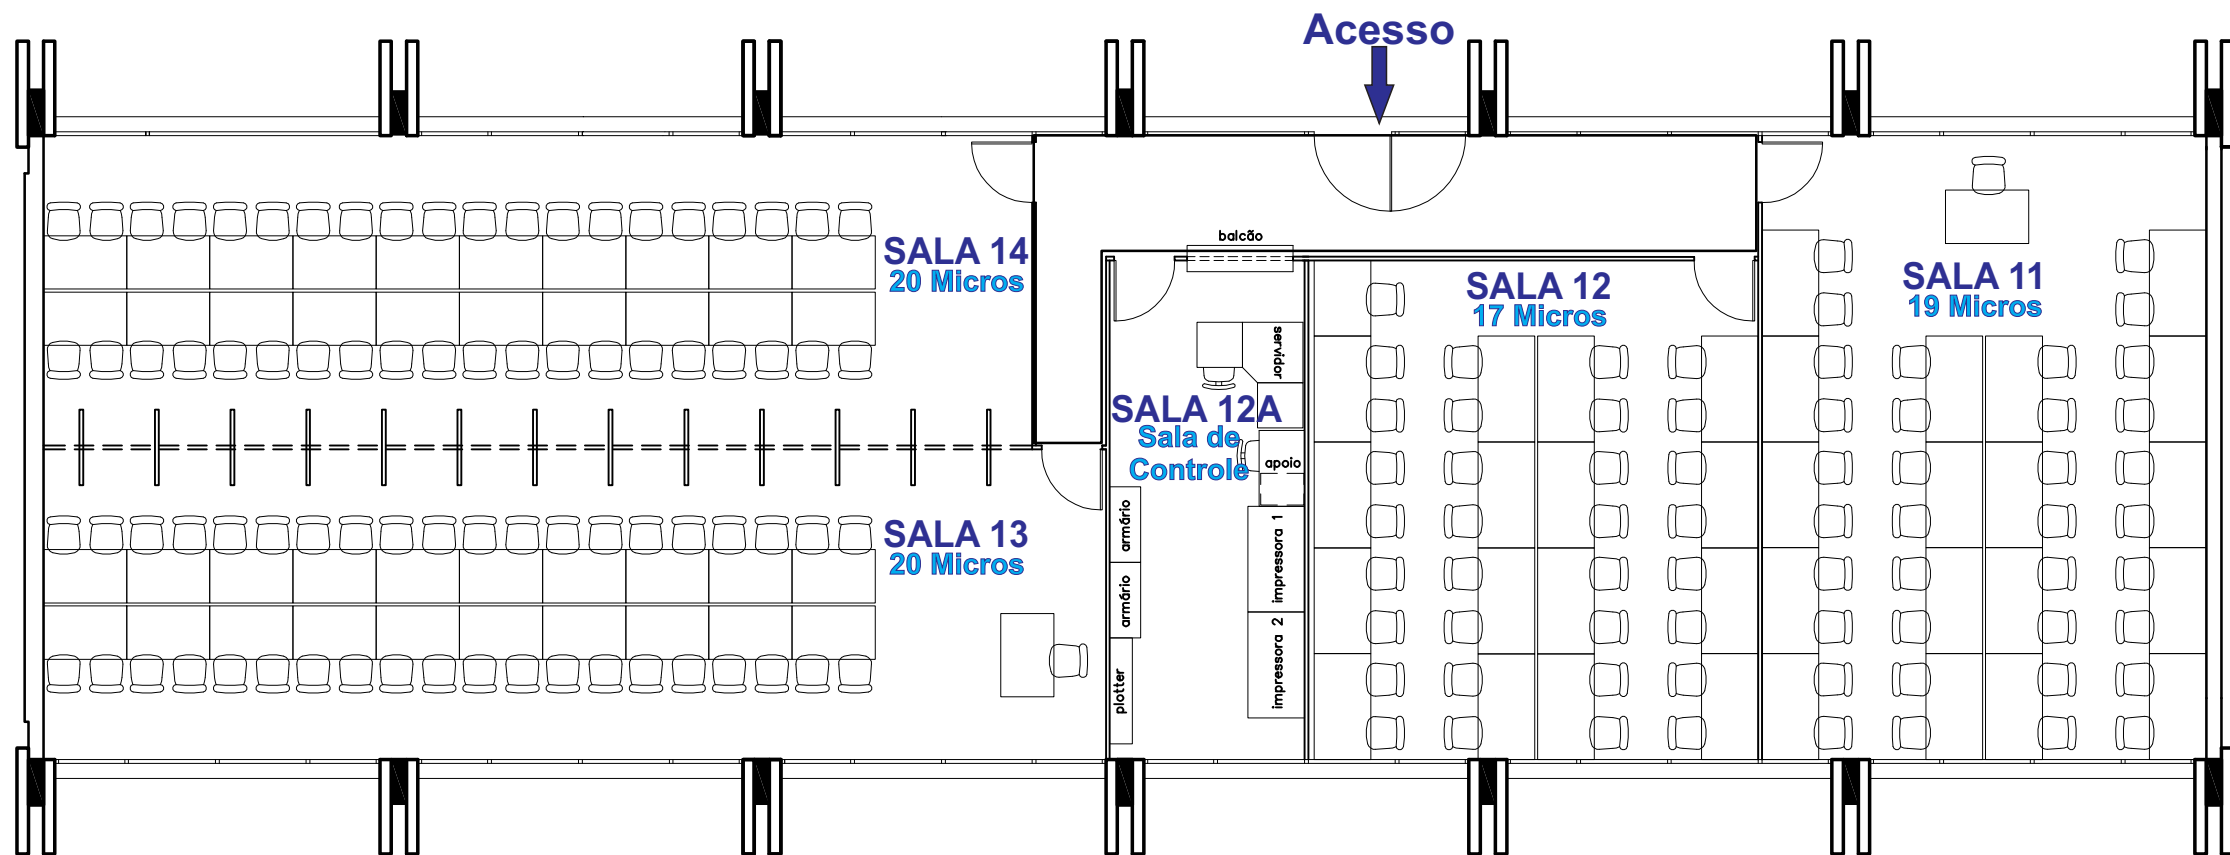 Acesso
balcão
SALA 14
20 Micros
SALA 12
17 Micros
SALA 11
19 Micros
servidor
SALA 12A
Sala de
Controle
apoio
armário
armário
plotter
impressora 1
impressora 2
SALA 13
20 Micros